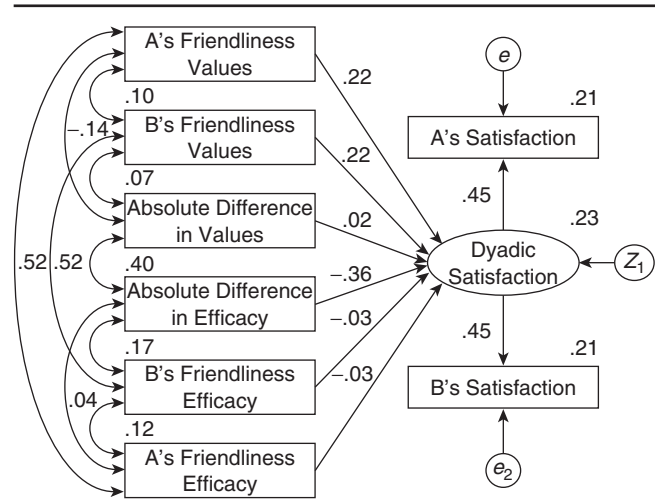 A's Friendliness
Values
.22
e
.21
A's Satisfaction
.10
–.14
B's Friendliness
Values
.22
.45
.07
.23
Absolute Difference
in Values
.02
Dyadic
Satisfaction
Z1
.52
.52
.40
–.36
Absolute Difference
in Efficacy
–.03
.45
.21
.17
B's Friendliness
Efficacy
–.03
B's Satisfaction
.04
.12
A's Friendliness
Efficacy
e2